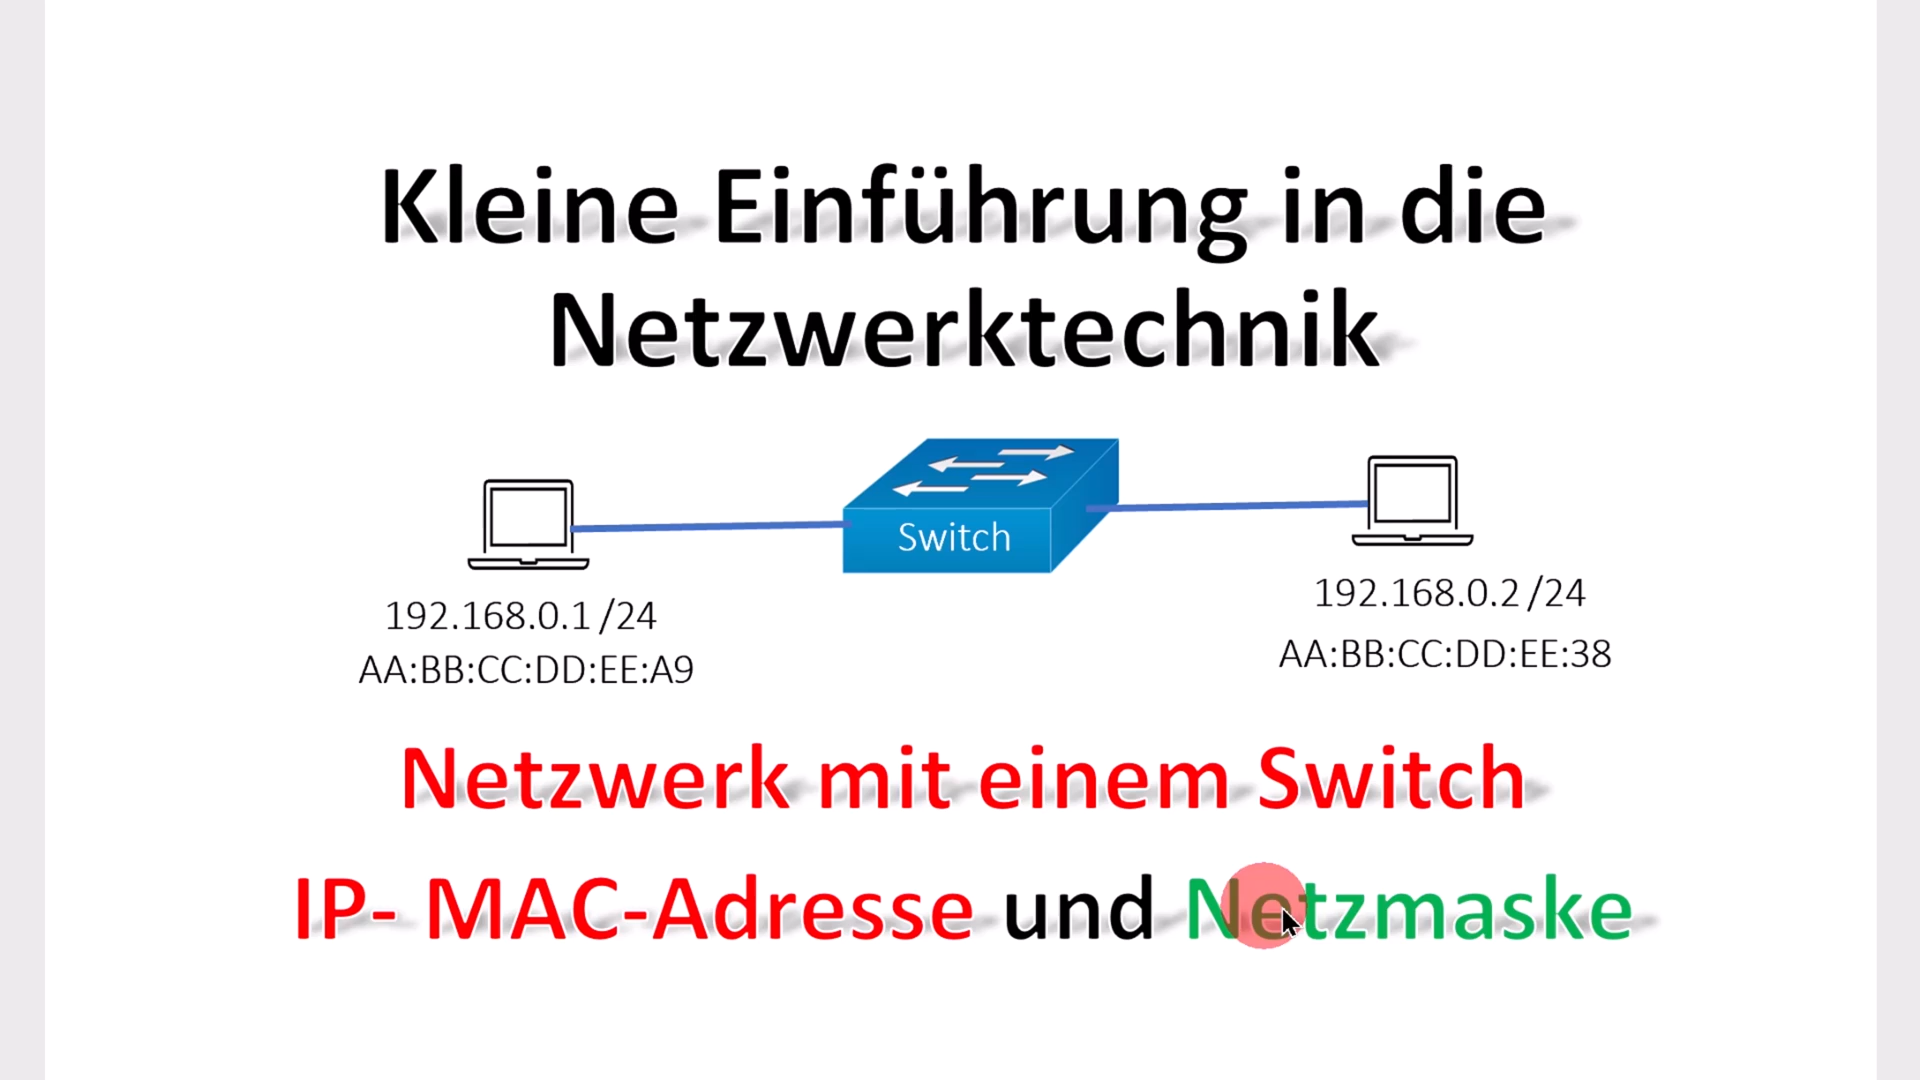 Kleine Einführung in die
Netzwerktechnik
Switch
192.168.0.1 /24
AA:BB:CC:DD:EE:A9
192.168.0.2 /24
AA:BB:CC:DD:EE:38
Netzwerk mit einem Switch
IP- MAC-Adresse und Netzmaske